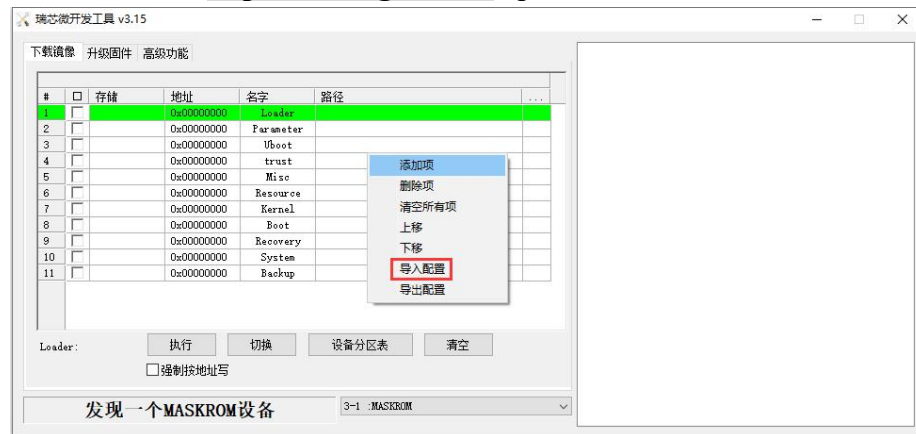 瑞芯微开发工具 v3.15
下载镜像 升级固件 高级功能
# 存储 地址 名字 路径 ...
1 0x00000000 Loader
2 0x00000000 Parameter
3 0x00000000 Uboot
4 0x00000000 trust
5 0x00000000 Misc
6 0x00000000 Resource
7 0x00000000 Kernel
8 0x00000000 Boot
9 0x00000000 Recovery
10 0x00000000 System
11 0x00000000 Backup
添加项
删除项
清空所有项
上移
下移
导入配置
导出配置
Loader: 执行 切换 设备分区表 清空
强制按地址写
发现一个MASKROM设备 3-1 :MASKROM